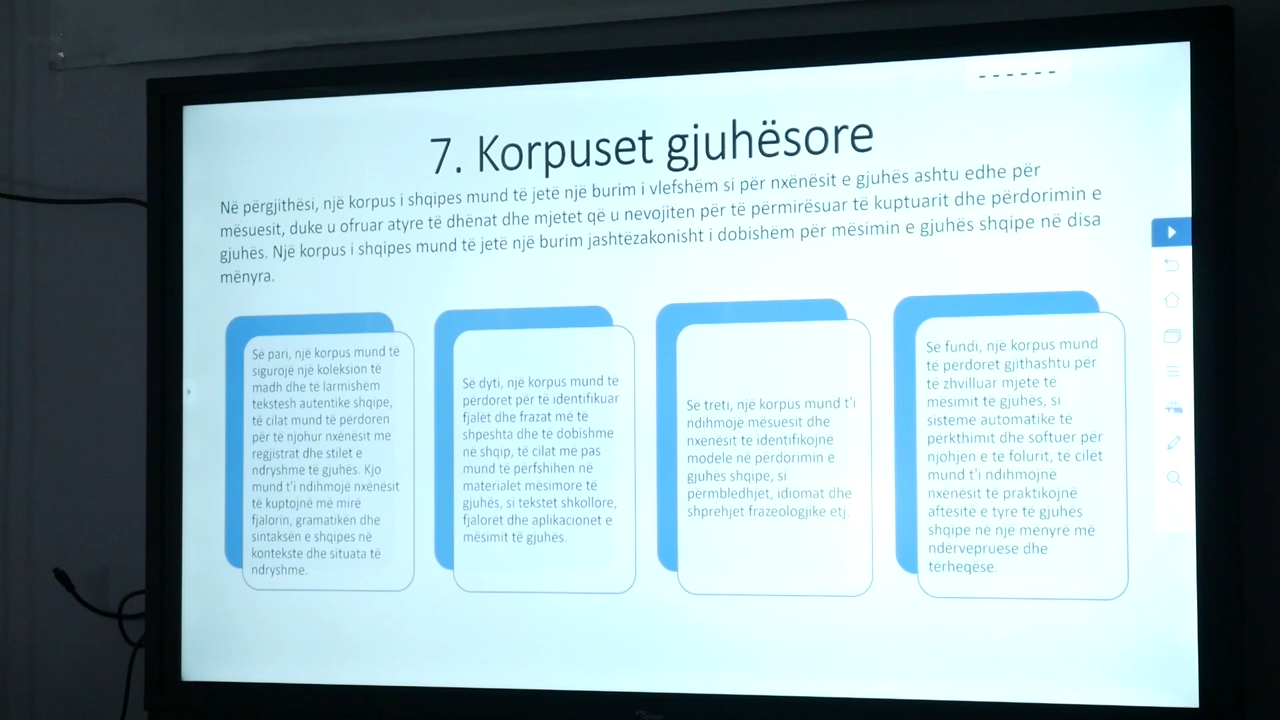 7. Korpuset gjuhësore
Në përgjithësi, një korpus i shqipes mund të jetë një burim i vlefshëm si për nxënësit e gjuhës ashtu edhe për
mësuesit, duke u ofruar atyre të dhënat dhe mjetet që u nevojiten për të përmirësuar të kuptuarit dhe përdorimin e
gjuhës. Një korpus i shqipes mund të jetë një burim jashtëzakonisht i dobishëm për mësimin e gjuhës shqipe në disa
mënyra.
Së pari, një korpus mund të
sigurojë një koleksion të
madh dhe të larmishëm
tekstesh autentike shqipe,
të cilat mund të përdoren
për të njohur nxënësit me
regjistrat dhe stilet e
ndryshme të gjuhës. Kjo
mund t'i ndihmojë nxënësit
të kuptojnë më mirë
fjalorin, gramatikën dhe
sintaksën e shqipes në
kontekste dhe situata të
ndryshme.
Së dyti, një korpus mund të
përdoret për të identifikuar
fjalët dhe frazat më të
shpeshta dhe të dobishme
në shqip, të cilat më pas
mund të përfshihen në
materialet mësimore të
gjuhës, si tekstet shkollore,
fjalorët dhe aplikacionet e
mësimit të gjuhës.
Së treti, një korpus mund t'i
ndihmojë mësuesit dhe
nxënësit të identifikojnë
modele në përdorimin e
gjuhës shqipe, si
përmbledhjet, idiomat dhe
shprehjet frazeologjike etj.
Së fundi, një korpus mund
të përdoret gjithashtu për
të zhvilluar mjete të
mësimit të gjuhës, si
sisteme automatike të
përkthimit dhe softuer për
njohjen e të folurit, të cilët
mund t'i ndihmojnë
nxënësit të praktikojnë
aftësitë e tyre të gjuhës
shqipe në një mënyrë më
ndërvepruese dhe
tërheqëse.